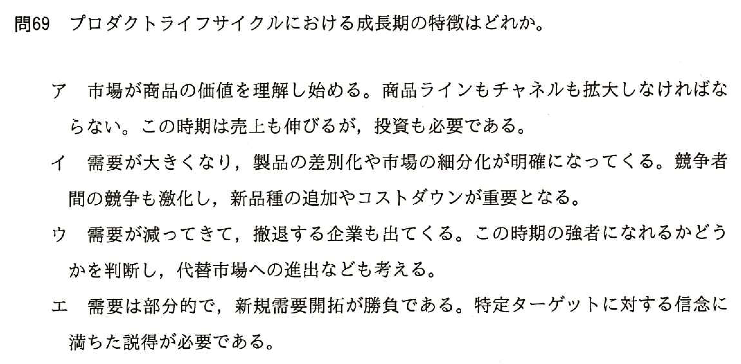 問69 プロダクトライフサイクルにおける成長期の特徴はどれか。
ア 市場が商品の価値を理解し始める。商品ラインもチャネルも拡大しなければな
らない。この時期は売上も伸びるが，投資も必要である。
イ 需要が大きくなり，製品の差別化や市場の細分化が明確になってくる。競争者
間の競争も激化し，新品種の追加やコストダウンが重要となる。
ウ 需要が減ってきて，撤退する企業も出てくる。この時期の強者になれるかどう
かを判断し，代替市場への進出なども考える。
エ 需要は部分的で，新規需要開拓が勝負である。特定ターゲットに対する信念に
満ちた説得が必要である。